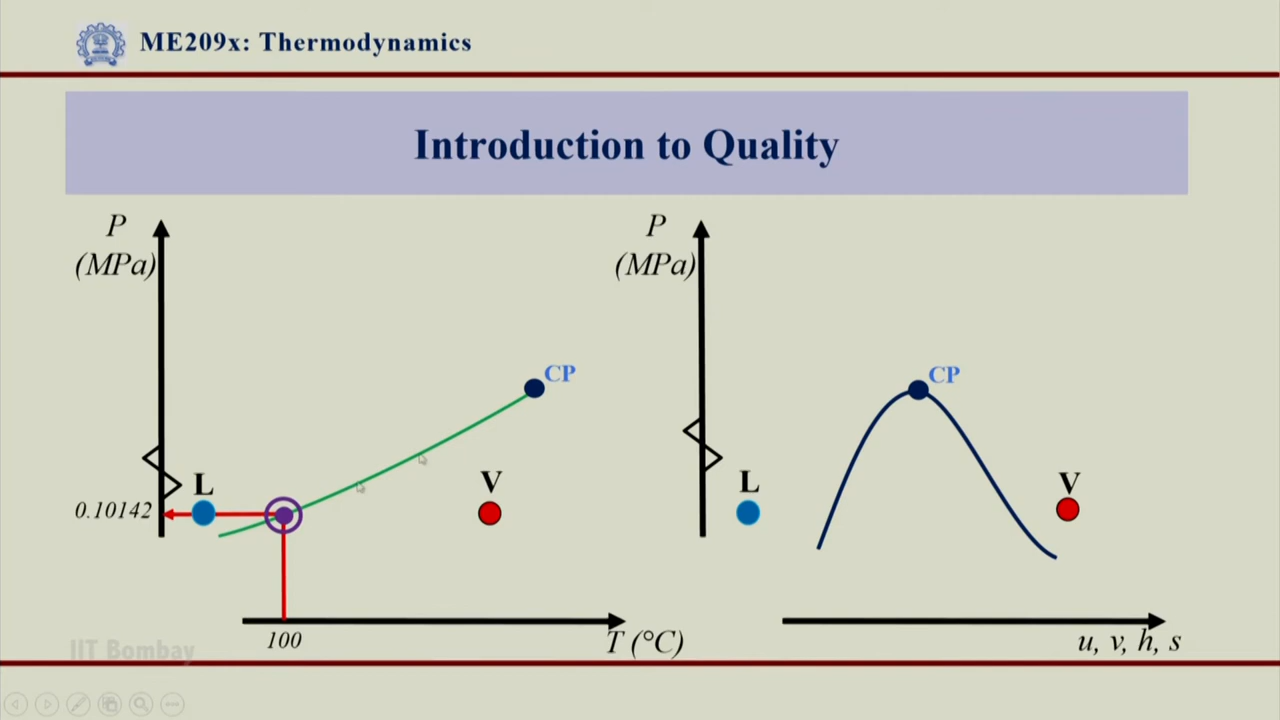 ME209x: Thermodynamics
Introduction to Quality
P
(MPa)
CP
L
V
0.10142
100
T (°C)
P
(MPa)
CP
L
V
u, v, h, s
IIT Bombay